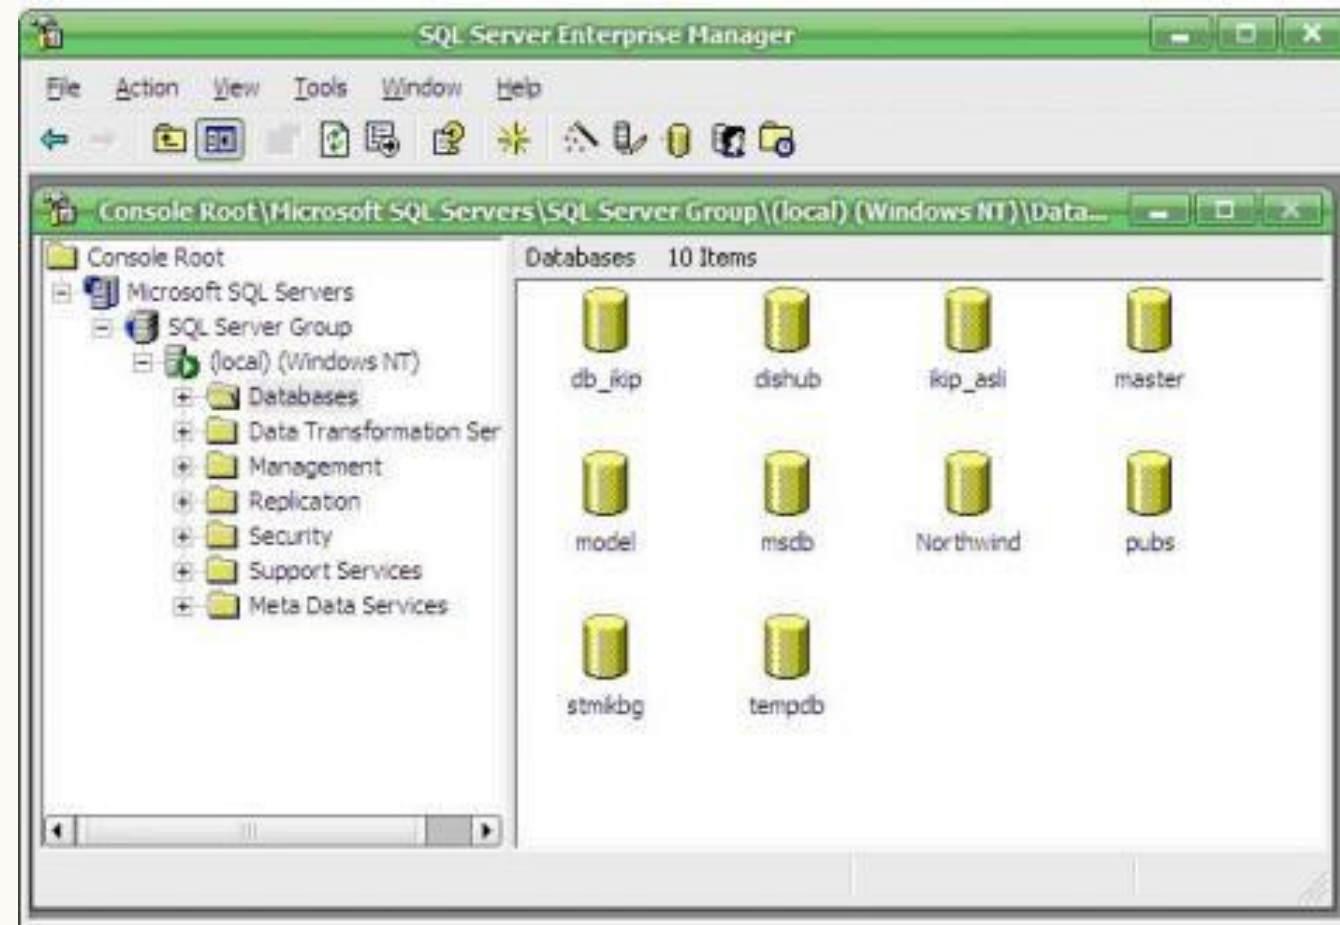 SQL Server Enterprise Manager
File Action View Tools Window Help
Console Root\Microsoft SQL Servers\SQL Server Group\(local) (Windows NT)\Data...
Console Root
Microsoft SQL Servers
SQL Server Group
(local) (Windows NT)
Databases
Data Transformation Ser
Management
Replication
Security
Support Services
Meta Data Services
Databases 10 Items
db_ikip dishub ikip_asli master
model msdb Northwind pubs
stmikbg tempdb